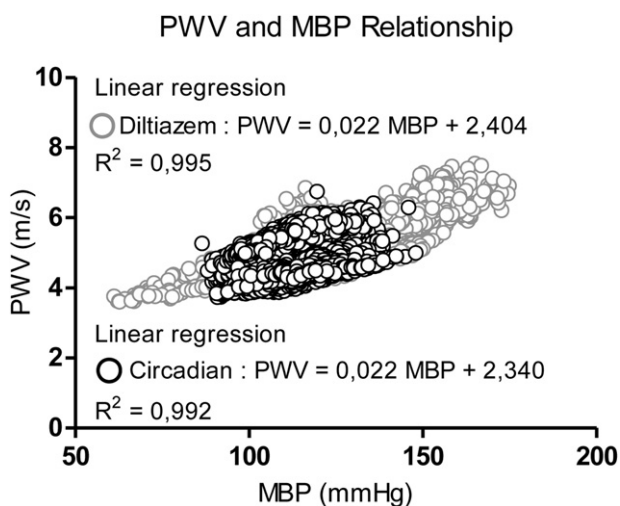 PWV and MBP Relationship
PWV (m/s)
10
8
6
4
2
0
Linear regression
Diltiazem : PWV = 0,022 MBP + 2,404
R² = 0,995
Linear regression
Circadian : PWV = 0,022 MBP + 2,340
R² = 0,992
50 100 150 200
MBP (mmHg)